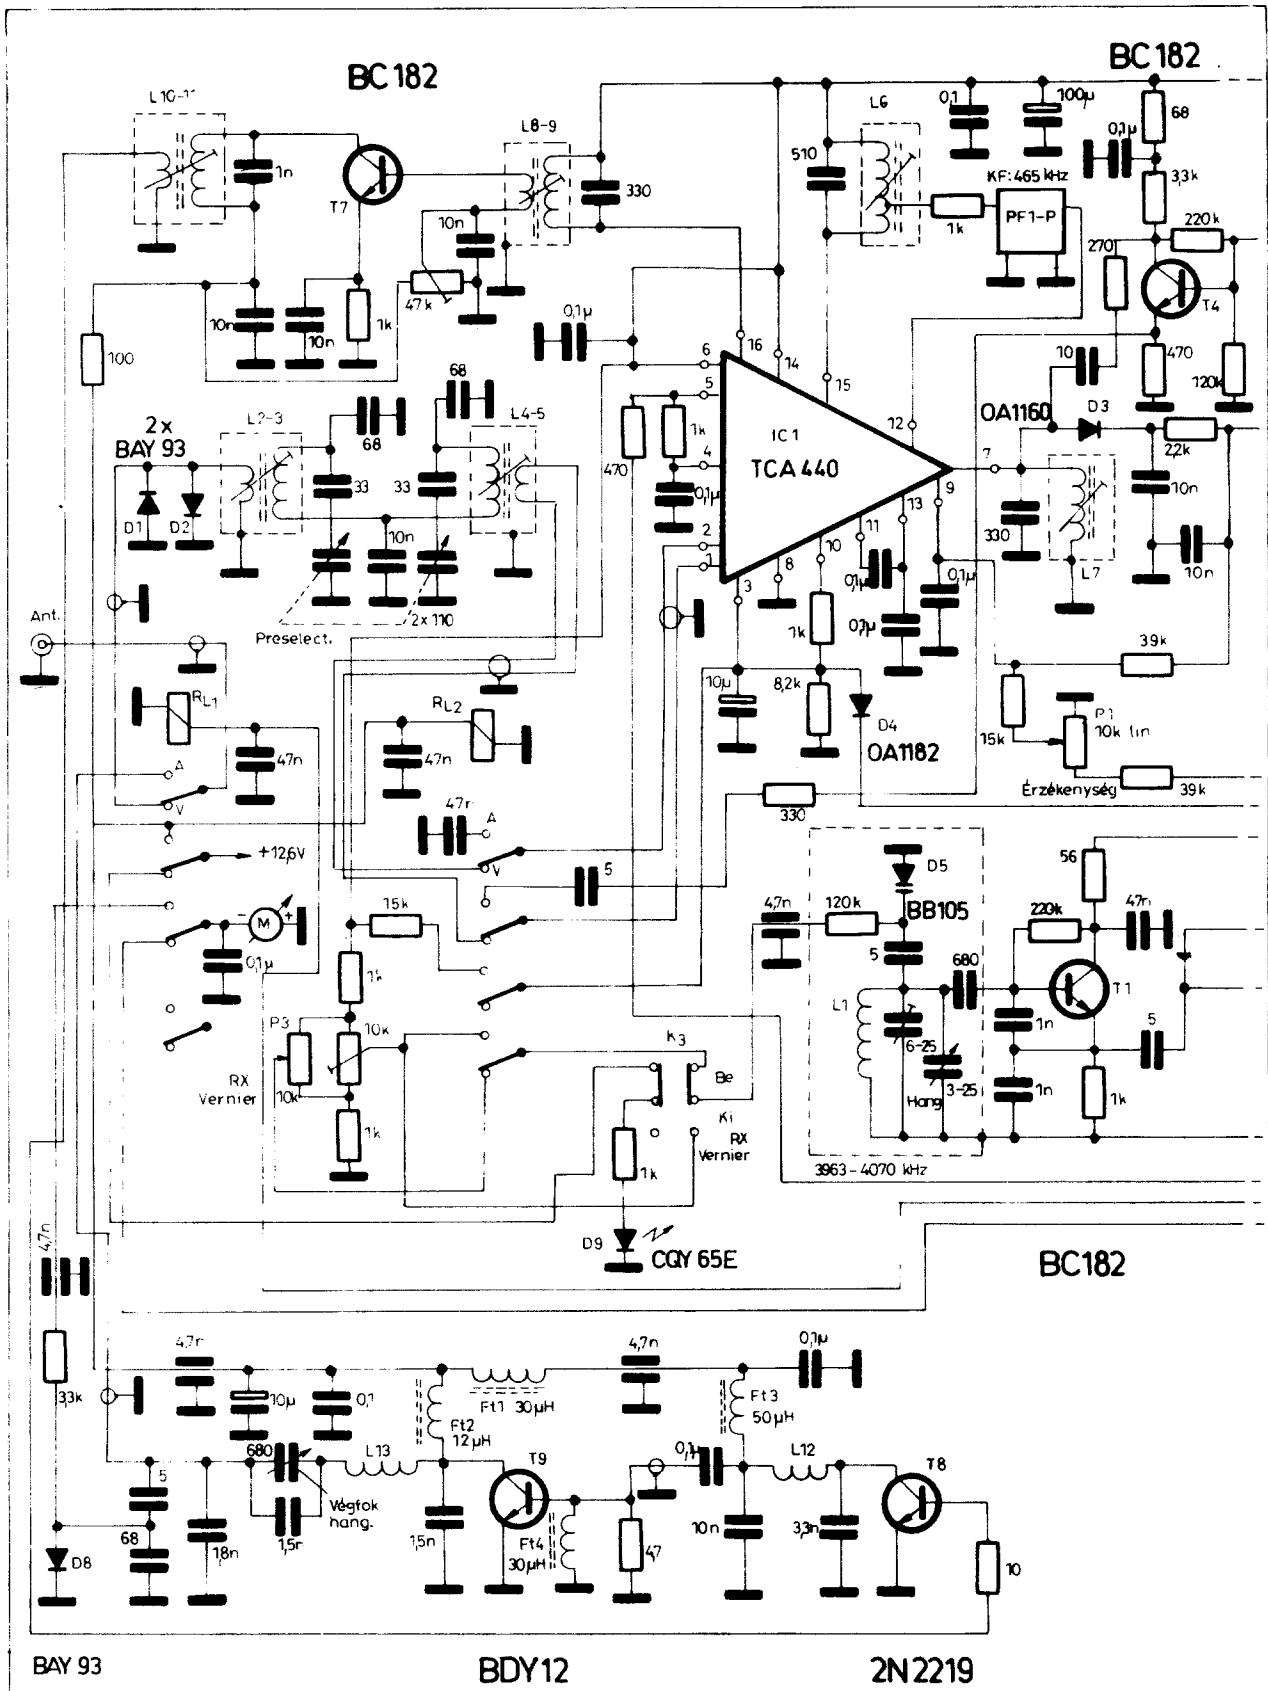 BC 182
BC 182
L 10-11
L8-9
L6
0,1
100µ
68
0,1µ
1n
T7
330
510
KF: 465 kHz
3,3k
PF1-P
1k
220k
270
10n
47k
T4
10n
10n
1k
0,1µ
100
6
16
14
15
10
470
120k
68
68
5
12
OA1160
D3
2x
BAY 93
L2-3
L4-5
IC 1
TCA 440
470
1k
4
7
22k
33
33
0,1µ
13
9
10n
D1
D2
10n
2
1
11
10
330
8
0,1µ
0,1µ
L7
10n
3
Ant.
Preselect.
2x110
1k
0,1µ
39k
RL1
RL2
10µ
8,2k
D4
P1
10k lin
15k
47n
47n
OA1182
A
V
47n
A
330
Érzékenység
39k
+12,6V
V
5
D5
56
M
- +
15k
4,7n
120k
BB105
220k
47n
0,1µ
5
680
1k
L1
T1
P3
10k
6-25
1n
5
K3
RX
Vernier
10k
Be
Hang
3-25
1n
1k
1k
Ki
RX
Vernier
1k
3963-4070 kHz
4,7n
D9
CQY 65E
BC182
4,7n
4,7n
0,1µ
3,3k
10µ
0,1
Ft2
12µH
Ft1 30µH
Ft3
50µH
680
L13
T9
0,1µ
L12
T8
5
Végfok
hang.
68
1,8n
1,5n
1,5n
Ft4
30µH
4,7
10n
3,3n
10
D8
BAY 93
BDY12
2N2219